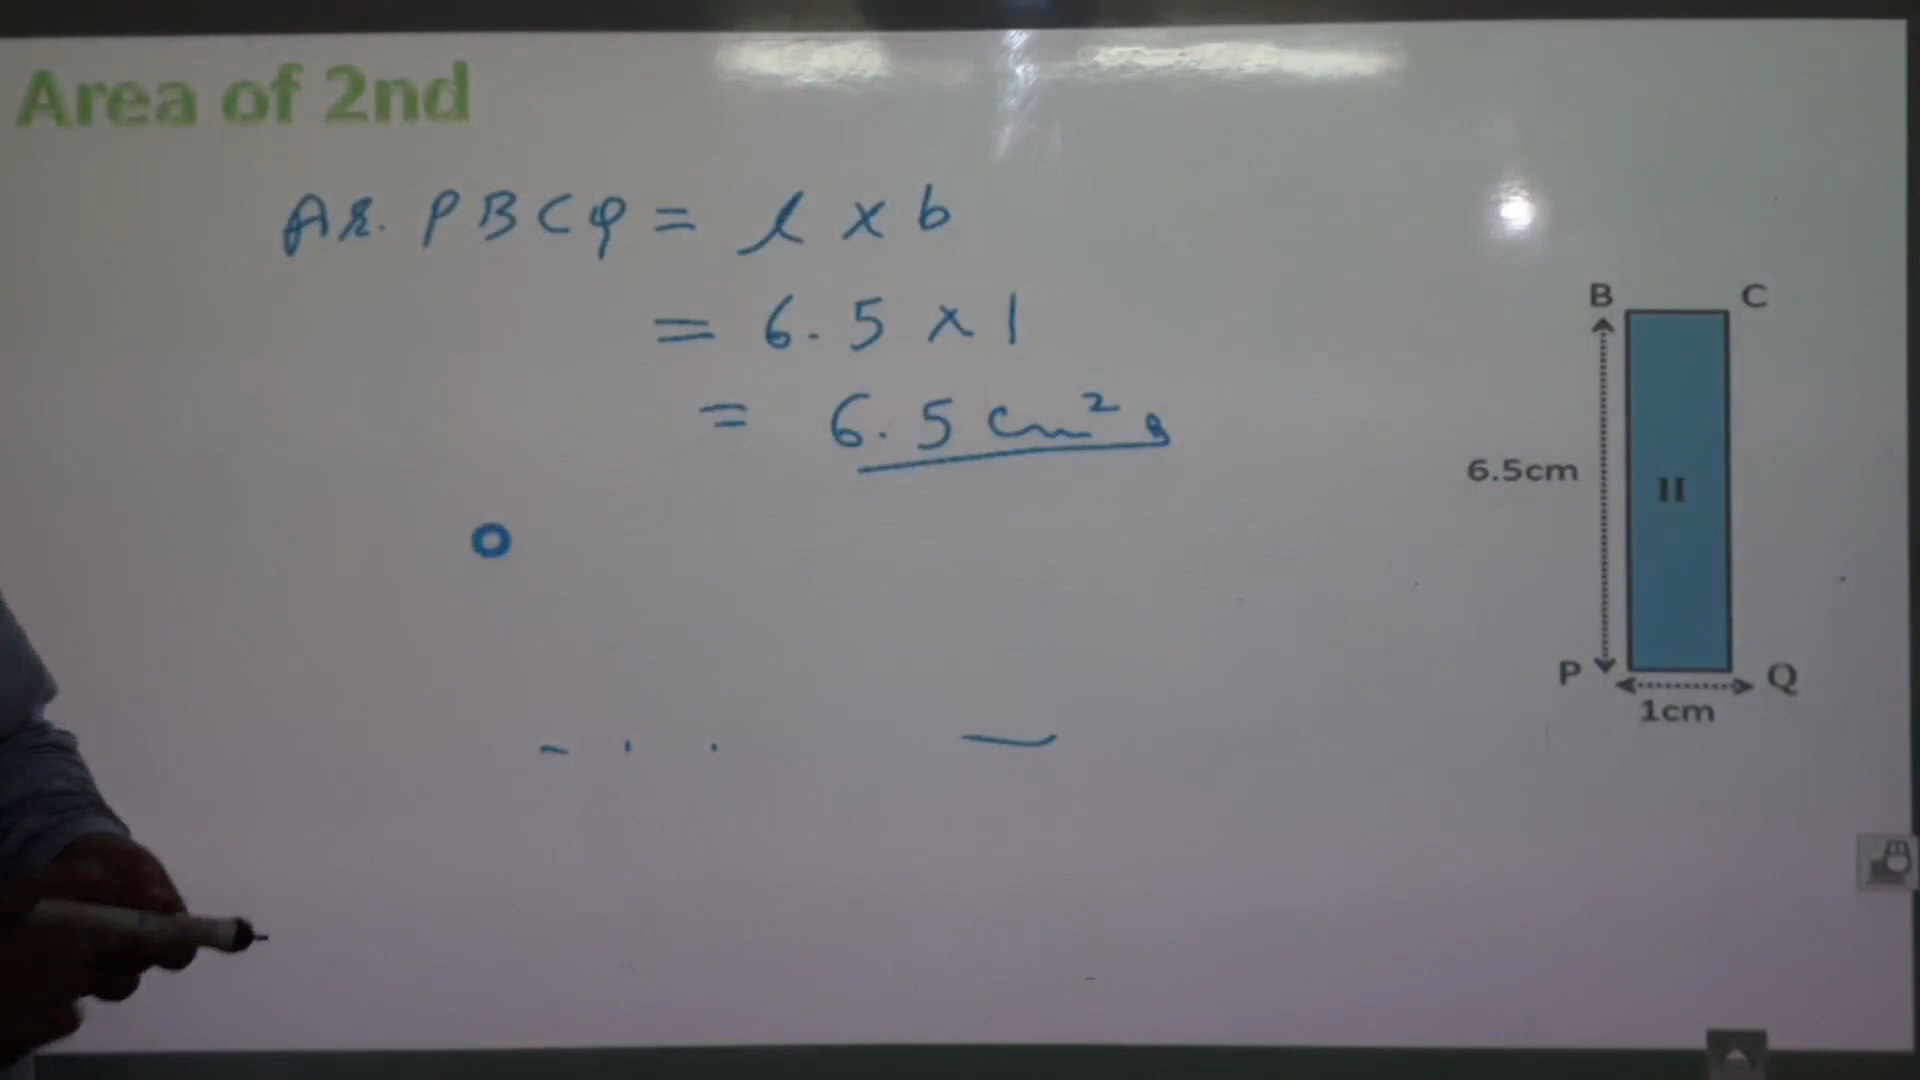 Area of 2nd
Ar. PBCQ = l x b
= 6.5 x 1
= 6.5 cm²
B C
6.5cm
II
P Q
1cm